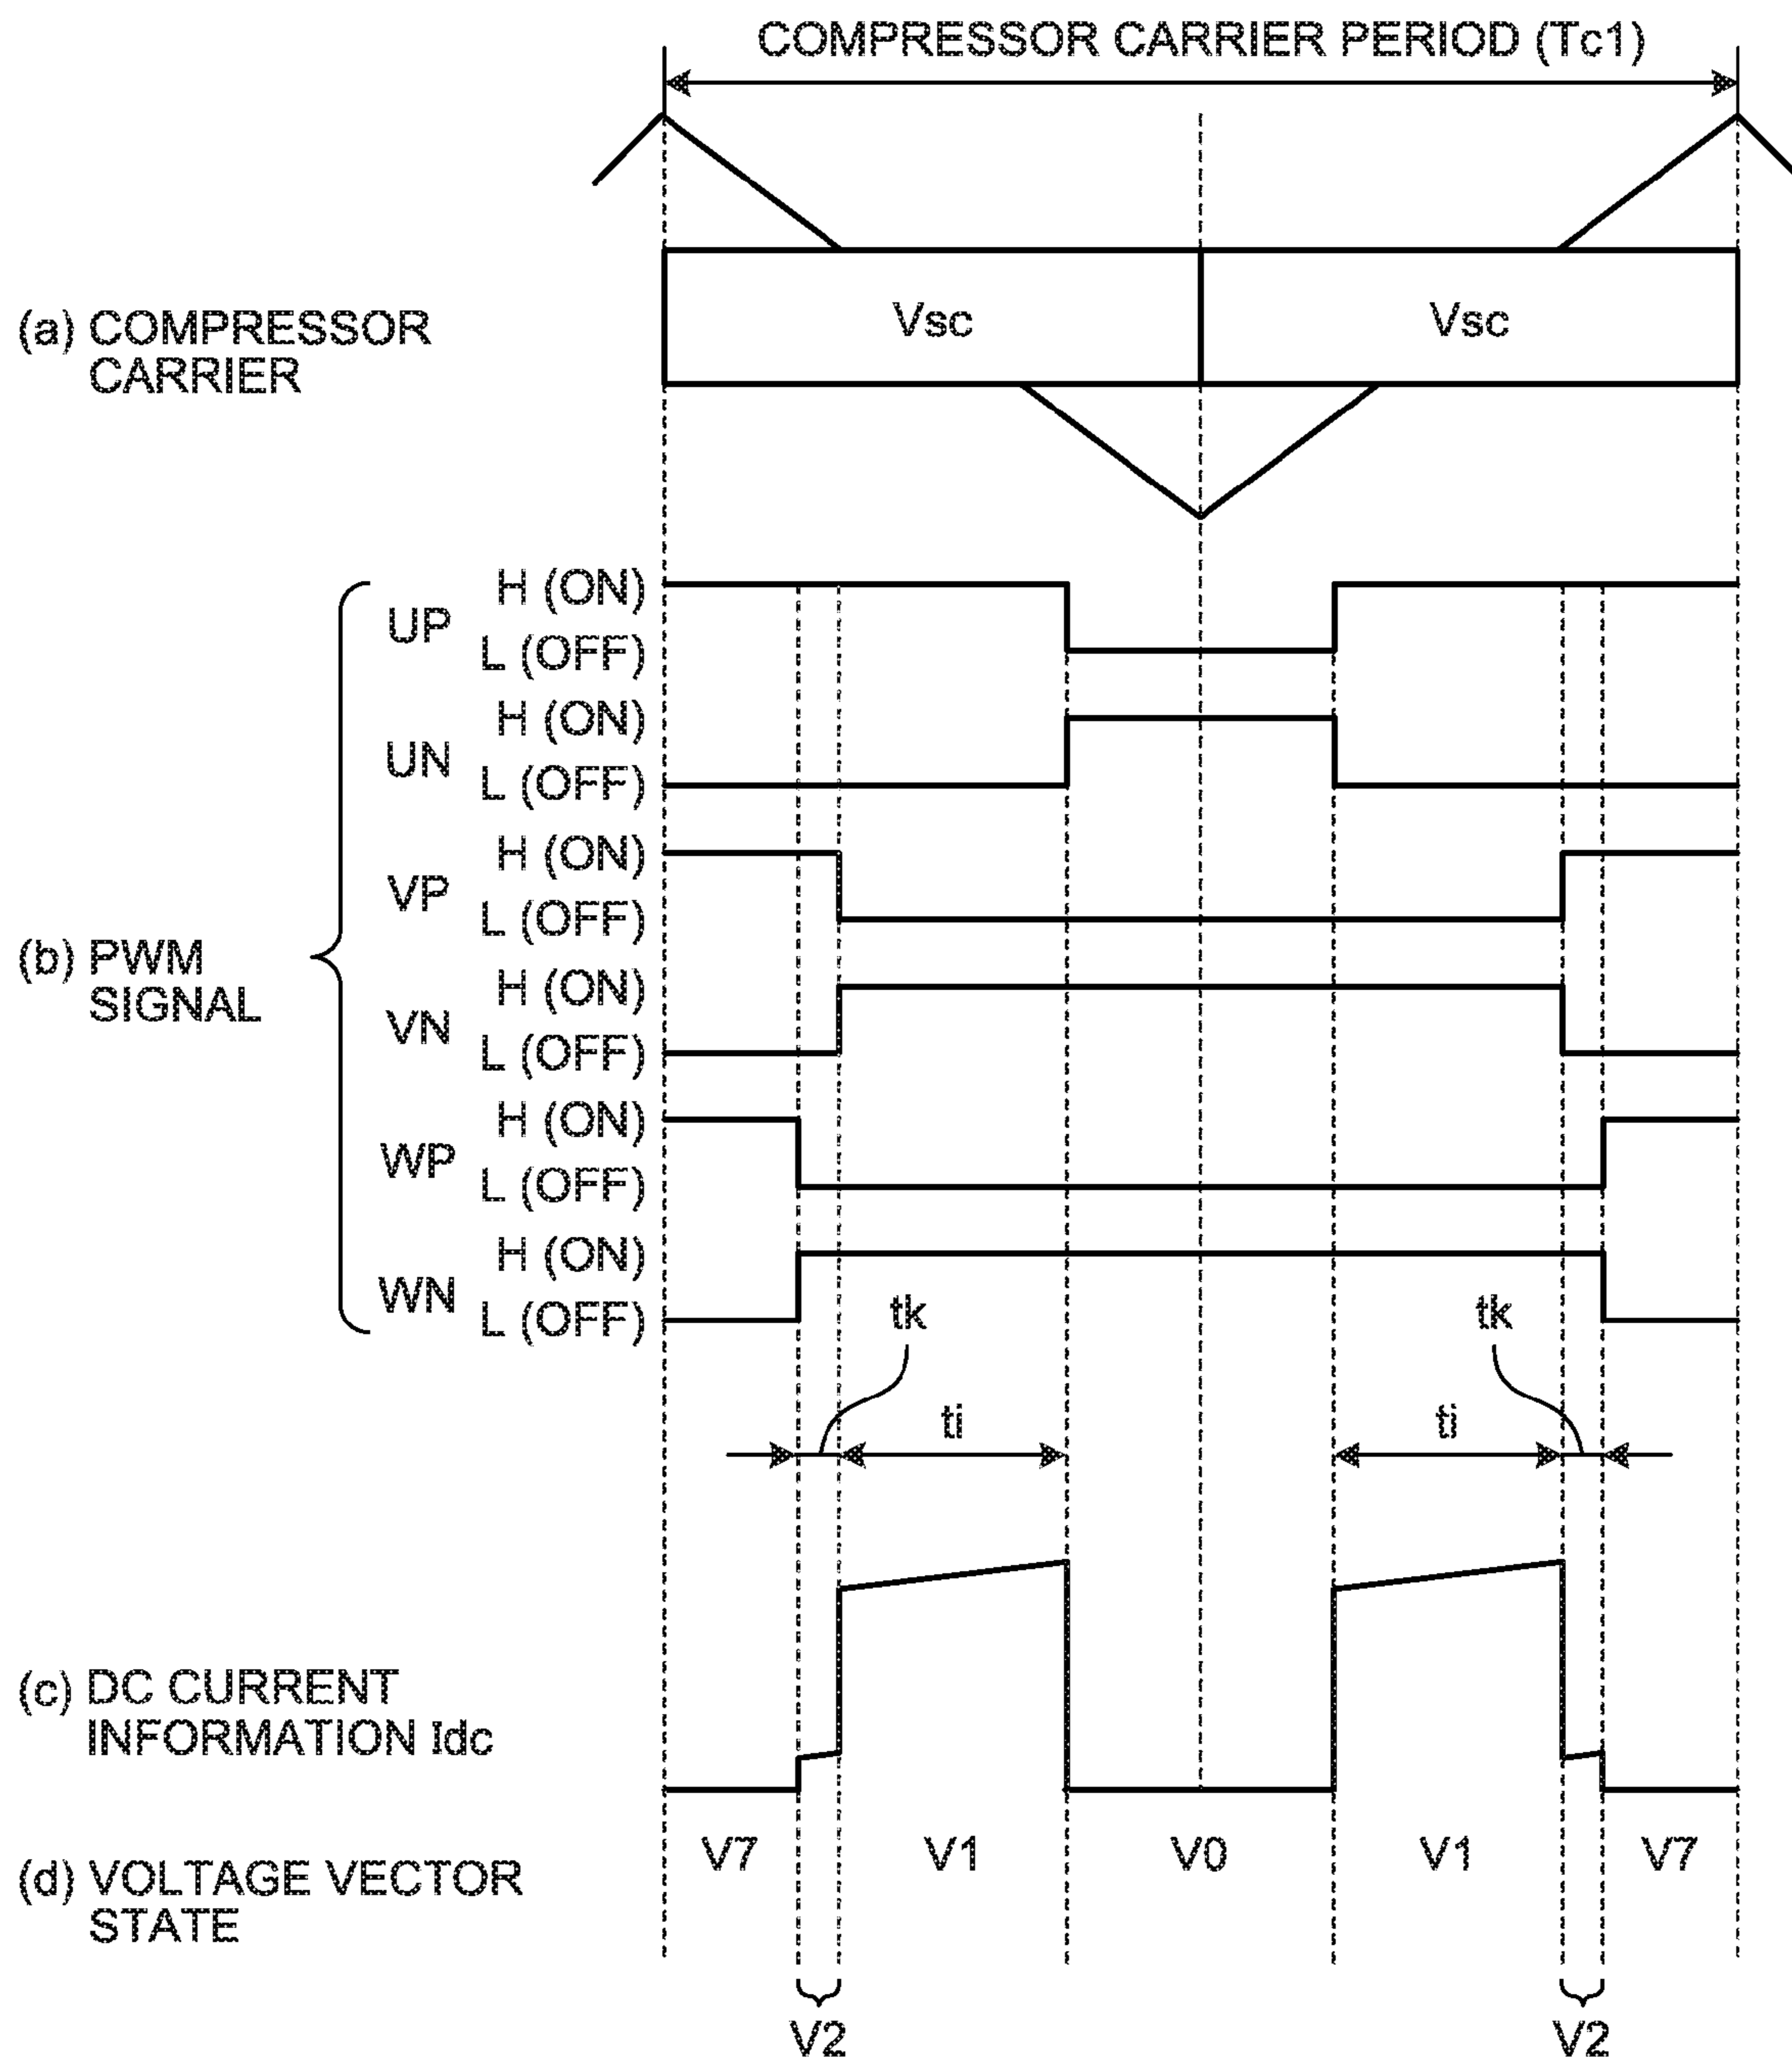 COMPRESSOR CARRIER PERIOD (Tc1)
(a) COMPRESSOR
CARRIER
Vsc
Vsc
(b) PWM
SIGNAL
UP
H (ON)
L (OFF)
UN
H (ON)
L (OFF)
VP
H (ON)
L (OFF)
VN
H (ON)
L (OFF)
WP
H (ON)
L (OFF)
WN
H (ON)
L (OFF)
tk
tk
ti
ti
(c) DC CURRENT
INFORMATION Idc
(d) VOLTAGE VECTOR
STATE
V7
V1
V0
V1
V7
V2
V2